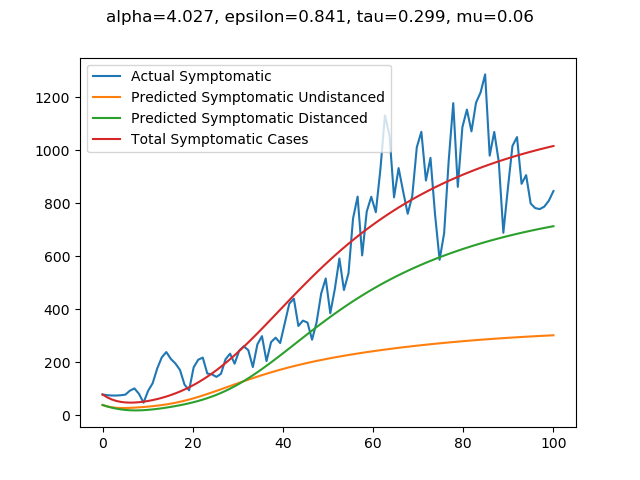 alpha=4.027, epsilon=0.841, tau=0.299, mu=0.06
Actual Symptomatic
Predicted Symptomatic Undistanced
Predicted Symptomatic Distanced
Total Symptomatic Cases
1200
1000
800
600
400
200
0
0 20 40 60 80 100